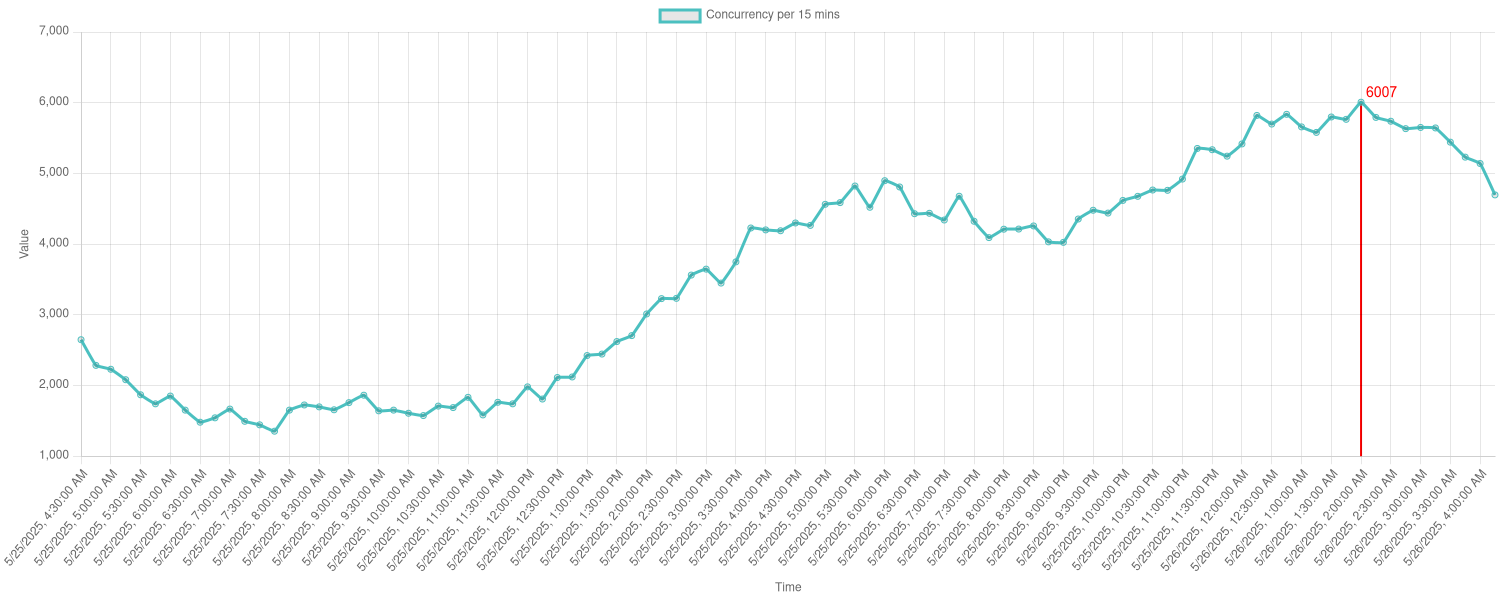 Concurrency per 15 mins
7,000
6,000
5,000
4,000
3,000
2,000
1,000
Value
6007
5/25/2025, 4:30:00 AM
5/25/2025, 5:00:00 AM
5/25/2025, 5:30:00 AM
5/25/2025, 6:00:00 AM
5/25/2025, 6:30:00 AM
5/25/2025, 7:00:00 AM
5/25/2025, 7:30:00 AM
5/25/2025, 8:00:00 AM
5/25/2025, 8:30:00 AM
5/25/2025, 9:00:00 AM
5/25/2025, 9:30:00 AM
5/25/2025, 10:00:00 AM
5/25/2025, 10:30:00 AM
5/25/2025, 11:00:00 AM
5/25/2025, 11:30:00 AM
5/25/2025, 12:00:00 PM
5/25/2025, 12:30:00 PM
5/25/2025, 1:00:00 PM
5/25/2025, 1:30:00 PM
5/25/2025, 2:00:00 PM
5/25/2025, 2:30:00 PM
5/25/2025, 3:00:00 PM
5/25/2025, 3:30:00 PM
5/25/2025, 4:00:00 PM
5/25/2025, 4:30:00 PM
5/25/2025, 5:00:00 PM
5/25/2025, 5:30:00 PM
5/25/2025, 6:00:00 PM
5/25/2025, 6:30:00 PM
5/25/2025, 7:00:00 PM
5/25/2025, 7:30:00 PM
5/25/2025, 8:00:00 PM
5/25/2025, 8:30:00 PM
5/25/2025, 9:00:00 PM
5/25/2025, 9:30:00 PM
5/25/2025, 10:00:00 PM
5/25/2025, 10:30:00 PM
5/25/2025, 11:00:00 PM
5/25/2025, 11:30:00 PM
5/26/2025, 12:00:00 AM
5/26/2025, 12:30:00 AM
5/26/2025, 1:00:00 AM
5/26/2025, 1:30:00 AM
5/26/2025, 2:00:00 AM
5/26/2025, 2:30:00 AM
5/26/2025, 3:00:00 AM
5/26/2025, 3:30:00 AM
5/26/2025, 4:00:00 AM
Time